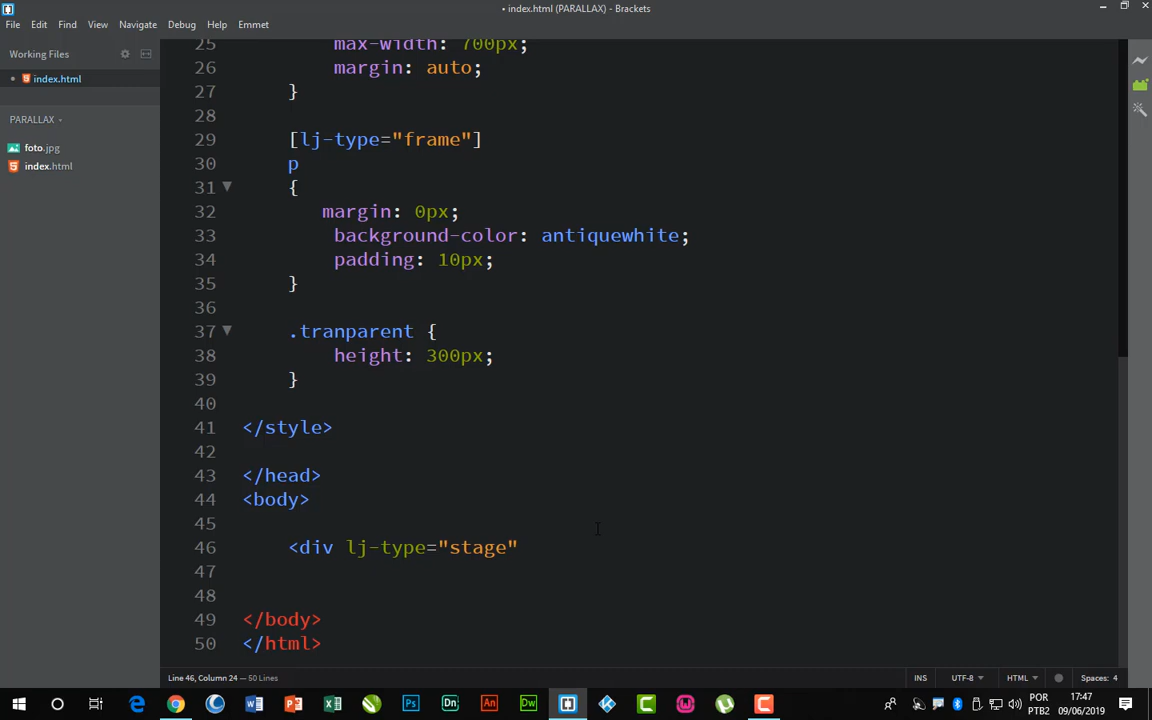 • index.html (PARALLAX) - Brackets
File Edit Find View Navigate Debug Help Emmet
Working Files
• index.html
PARALLAX
foto.jpg
index.html
25 max-width: 700px;
26 margin: auto;
27 }
28
29 [lj-type="frame"]
30 p
31 {
32 margin: 0px;
33 background-color: antiquewhite;
34 padding: 10px;
35 }
36
37 .tranparent {
38 height: 300px;
39 }
40
41 </style>
42
43 </head>
44 <body>
45
46 <div lj-type="stage"
47
48
49 </body>
50 </html>
Line 46, Column 24 — 50 Lines
INS UTF-8 HTML Spaces: 4
POR 17:47
PTB2 09/06/2019